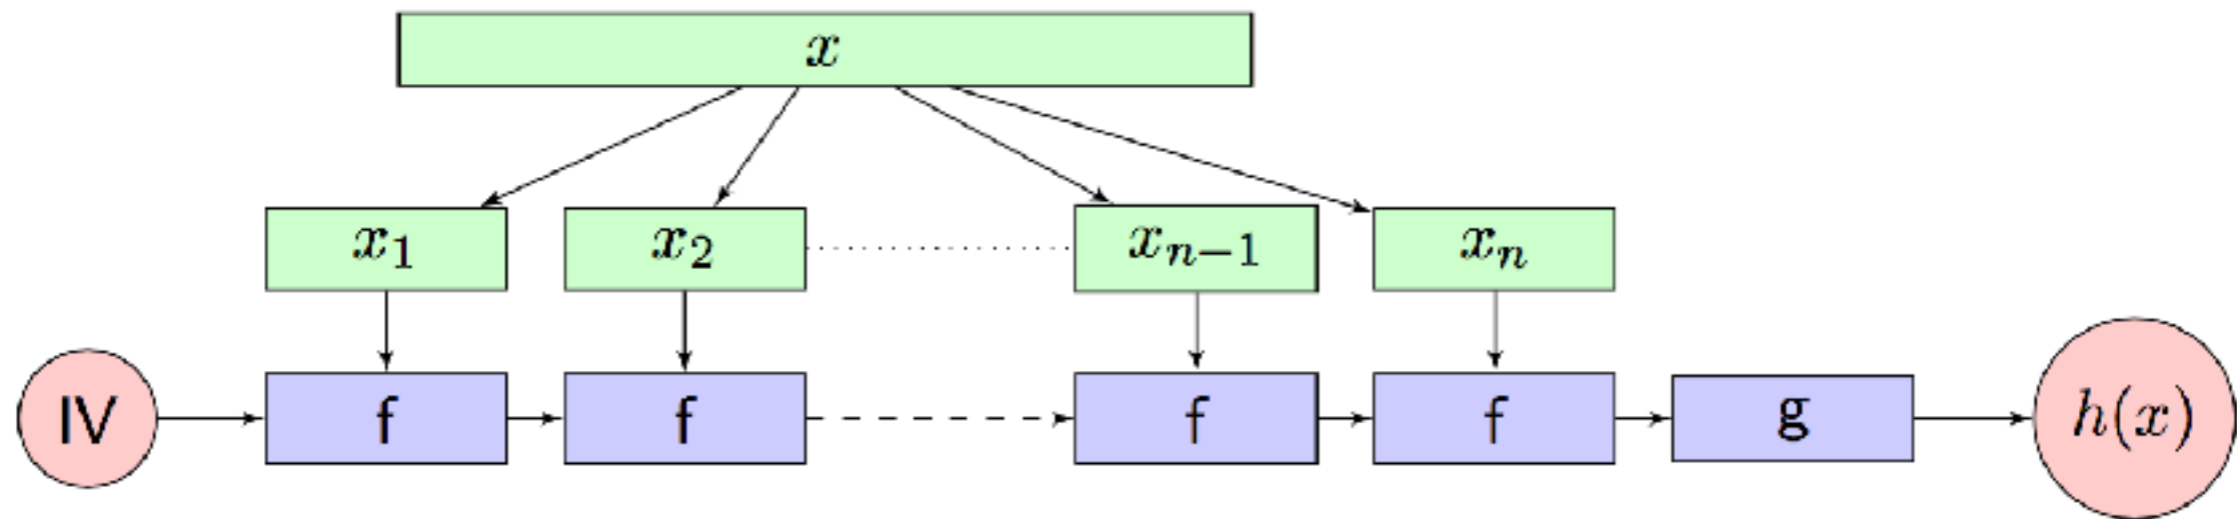 x
x₁ x₂ xₙ₋₁ xₙ
IV f f f f g h(x)